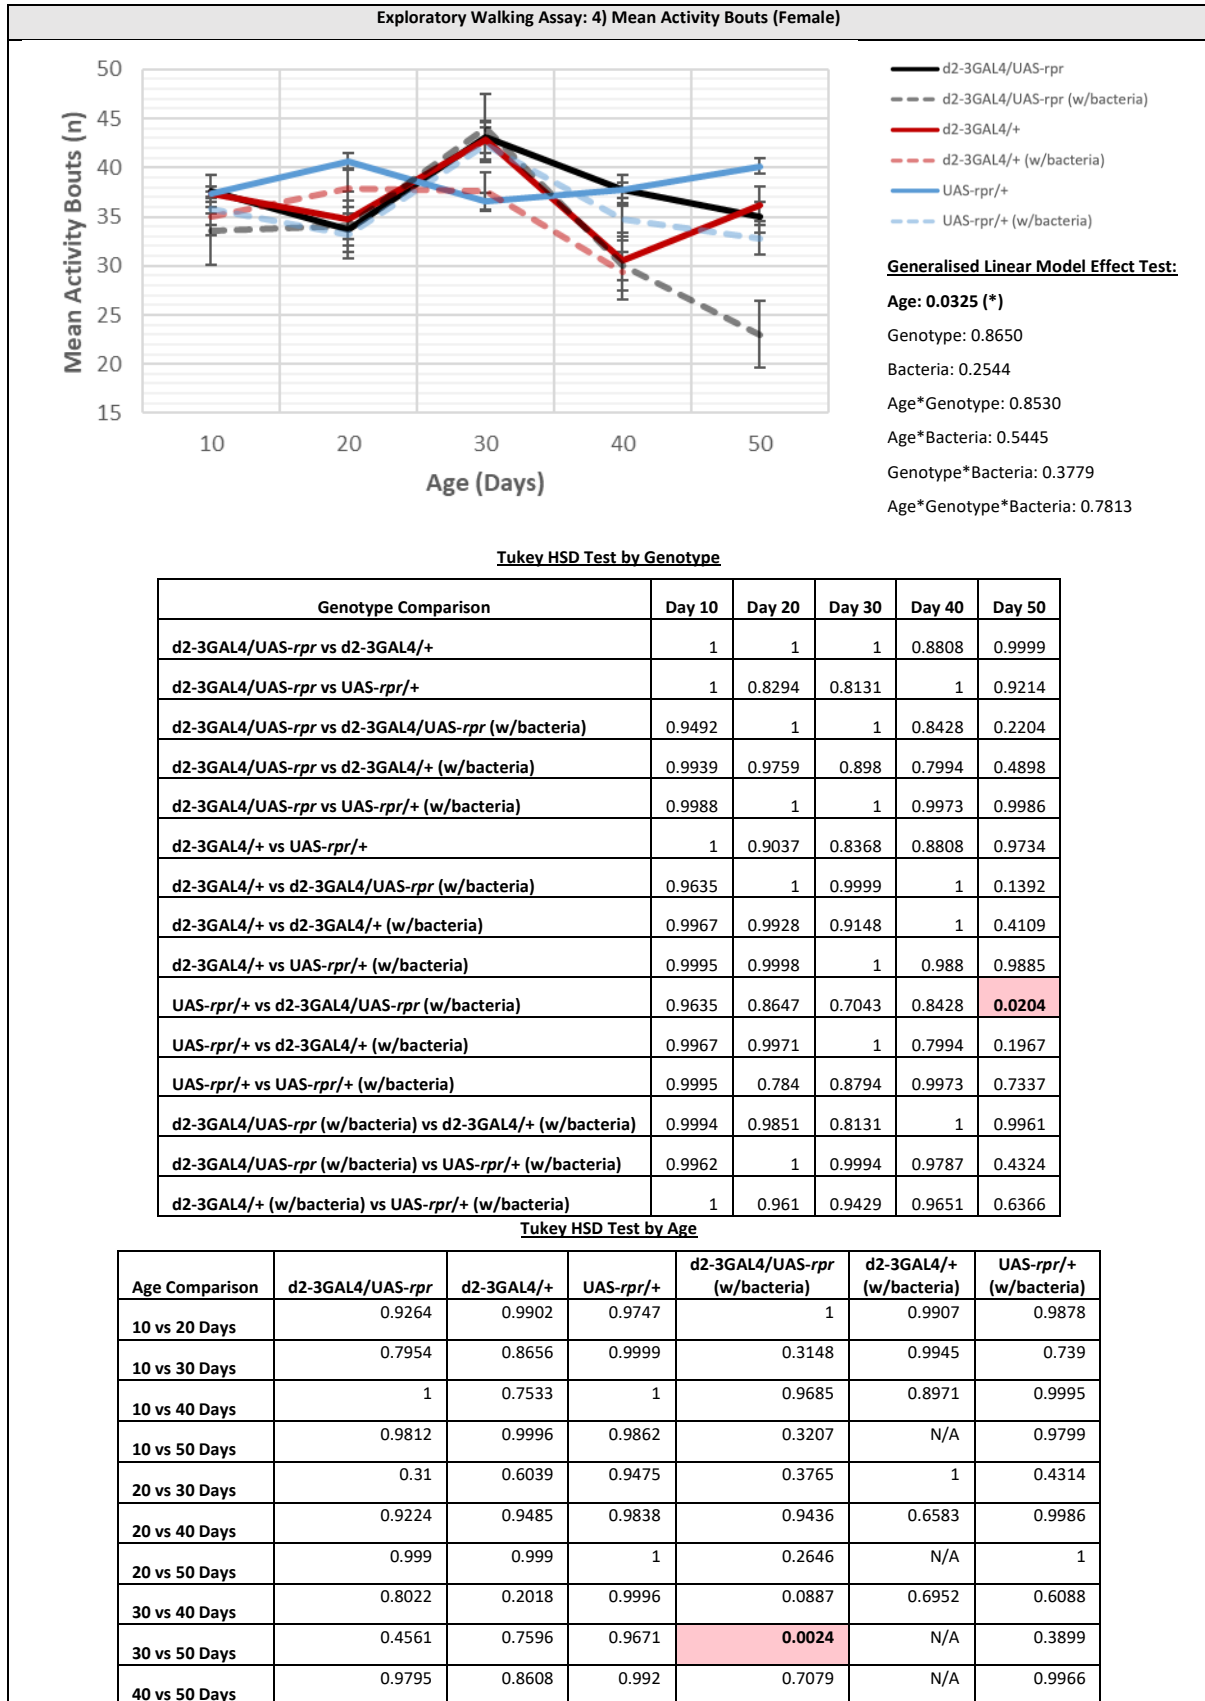 Exploratory Walking Assay: 4) Mean Activity Bouts (Female)
50
45
40
35
30
25
20
15
Mean Activity Bouts (n)
10 20 30 40 50
Age (Days)
d2-3GAL4/UAS-rpr
d2-3GAL4/UAS-rpr (w/bacteria)
d2-3GAL4/+
d2-3GAL4/+ (w/bacteria)
UAS-rpr/+
UAS-rpr/+ (w/bacteria)
Generalised Linear Model Effect Test:
Age: 0.0325 (*)
Genotype: 0.8650
Bacteria: 0.2544
Age*Genotype: 0.8530
Age*Bacteria: 0.5445
Genotype*Bacteria: 0.3779
Age*Genotype*Bacteria: 0.7813
Tukey HSD Test by Genotype
Genotype Comparison Day 10 Day 20 Day 30 Day 40 Day 50
d2-3GAL4/UAS-rpr vs d2-3GAL4/+ 1 1 1 0.8808 0.9999
d2-3GAL4/UAS-rpr vs UAS-rpr/+ 1 0.8294 0.8131 1 0.9214
d2-3GAL4/UAS-rpr vs d2-3GAL4/UAS-rpr (w/bacteria) 0.9492 1 1 0.8428 0.2204
d2-3GAL4/UAS-rpr vs d2-3GAL4/+ (w/bacteria) 0.9939 0.9759 0.898 0.7994 0.4898
d2-3GAL4/UAS-rpr vs UAS-rpr/+ (w/bacteria) 0.9988 1 1 0.9973 0.9986
d2-3GAL4/+ vs UAS-rpr/+ 1 0.9037 0.8368 0.8808 0.9734
d2-3GAL4/+ vs d2-3GAL4/UAS-rpr (w/bacteria) 0.9635 1 0.9999 1 0.1392
d2-3GAL4/+ vs d2-3GAL4/+ (w/bacteria) 0.9967 0.9928 0.9148 1 0.4109
d2-3GAL4/+ vs UAS-rpr/+ (w/bacteria) 0.9995 0.9998 1 0.988 0.9885
UAS-rpr/+ vs d2-3GAL4/UAS-rpr (w/bacteria) 0.9635 0.8647 0.7043 0.8428 0.0204
UAS-rpr/+ vs d2-3GAL4/+ (w/bacteria) 0.9967 0.9971 1 0.7994 0.1967
UAS-rpr/+ vs UAS-rpr/+ (w/bacteria) 0.9995 0.784 0.8794 0.9973 0.7337
d2-3GAL4/UAS-rpr (w/bacteria) vs d2-3GAL4/+ (w/bacteria) 0.9994 0.9851 0.8131 1 0.9961
d2-3GAL4/UAS-rpr (w/bacteria) vs UAS-rpr/+ (w/bacteria) 0.9962 1 0.9994 0.9787 0.4324
d2-3GAL4/+ (w/bacteria) vs UAS-rpr/+ (w/bacteria) 1 0.961 0.9429 0.9651 0.6366
Tukey HSD Test by Age
Age Comparison d2-3GAL4/UAS-rpr d2-3GAL4/+ UAS-rpr/+ d2-3GAL4/UAS-rpr (w/bacteria) d2-3GAL4/+ (w/bacteria) UAS-rpr/+ (w/bacteria)
10 vs 20 Days 0.9264 0.9902 0.9747 1 0.9907 0.9878
10 vs 30 Days 0.7954 0.8656 0.9999 0.3148 0.9945 0.739
10 vs 40 Days 1 0.7533 1 0.9685 0.8971 0.9995
10 vs 50 Days 0.9812 0.9996 0.9862 0.3207 N/A 0.9799
20 vs 30 Days 0.31 0.6039 0.9475 0.3765 1 0.4314
20 vs 40 Days 0.9224 0.9485 0.9838 0.9436 0.6583 0.9986
20 vs 50 Days 0.999 0.999 1 0.2646 N/A 1
30 vs 40 Days 0.8022 0.2018 0.9996 0.0887 0.6952 0.6088
30 vs 50 Days 0.4561 0.7596 0.9671 0.0024 N/A 0.3899
40 vs 50 Days 0.9795 0.8608 0.992 0.7079 N/A 0.9966